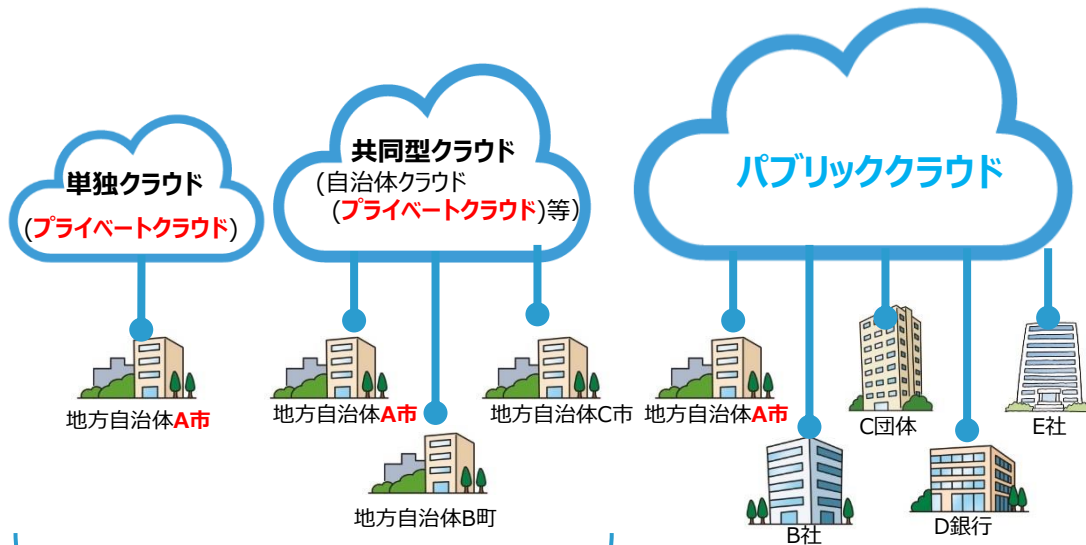 単独クラウド
(プライベートクラウド)
共同型クラウド
(自治体クラウド
(プライベートクラウド)等)
パブリッククラウド
地方自治体A市
地方自治体A市
地方自治体C市
地方自治体A市
C団体
E社
地方自治体B町
B社
D銀行